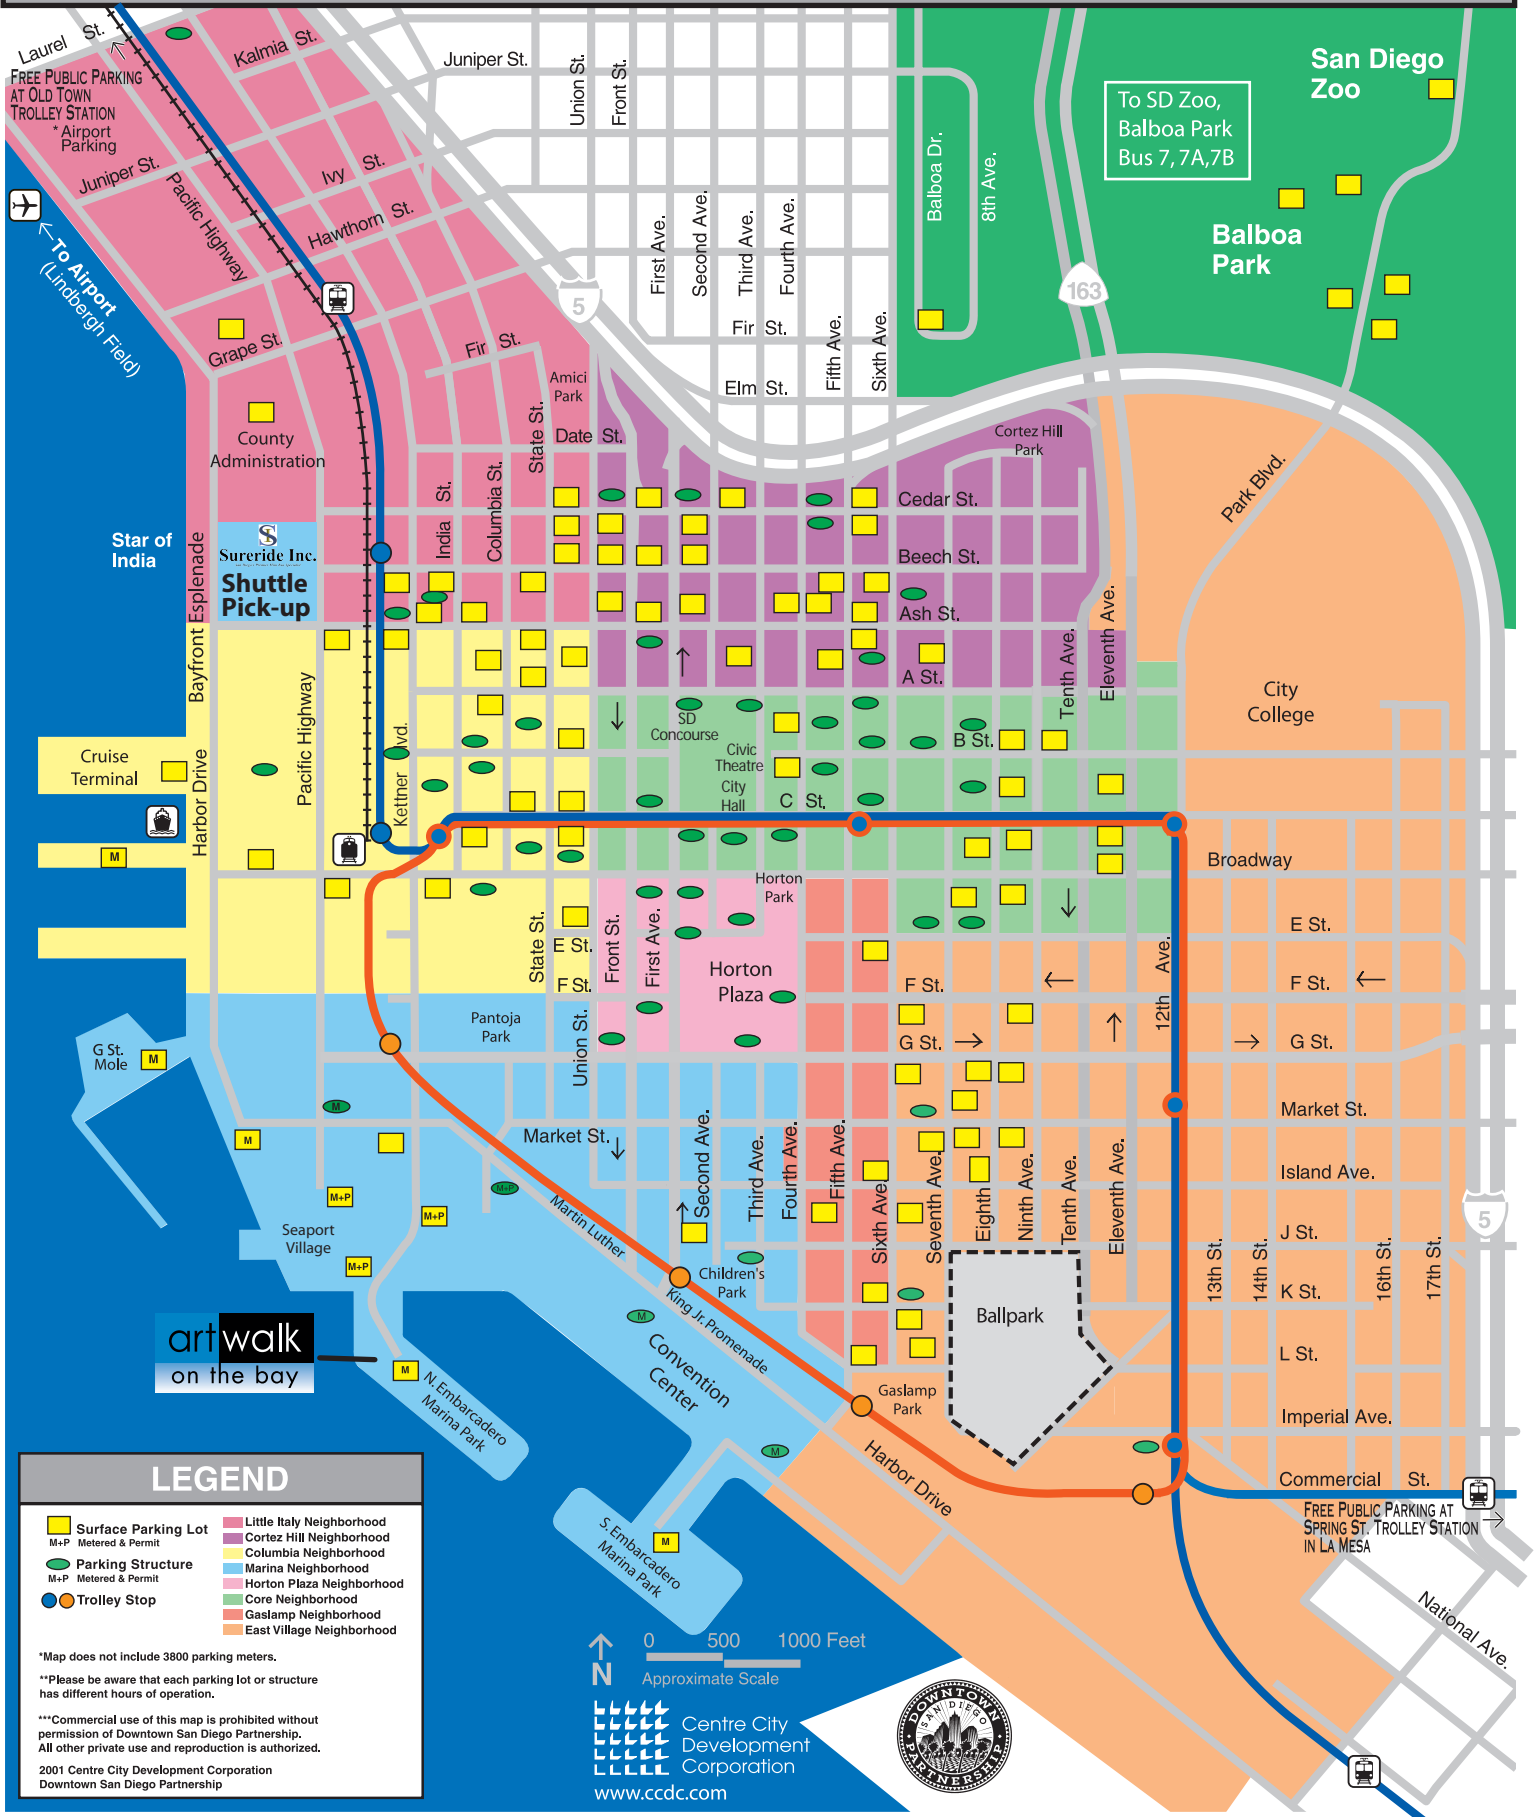 Laurel St.
Kalmia St.
Juniper St.
Union St.
Front St.
San Diego
Zoo
To SD Zoo,
Balboa Park
Bus 7, 7A,7B
FREE PUBLIC PARKING
AT OLD TOWN
TROLLEY STATION
* Airport
Parking
Juniper St.
Ivy St.
Pacific Highway
Hawthorn St.
Balboa Dr.
8th Ave.
To Airport
(Lindbergh Field)
First Ave.
Second Ave.
Third Ave.
Fourth Ave.
Balboa
Park
5
163
Grape St.
Fir St.
Fir St.
Fifth Ave.
Sixth Ave.
Amici
Park
Elm St.
County
Administration
State St.
Date St.
Cortez Hill
Park
Park Blvd.
India St.
Columbia St.
Cedar St.
Star of
India
Bayfront Esplenade
S
Sureride Inc.
Shuttle
Pick-up
Beech St.
Ash St.
Tenth Ave.
Eleventh Ave.
A St.
City
College
Pacific Highway
Kettner
lvd.
SD
Concourse
Civic
Theatre
City
Hall
B St.
C St.
Cruise
Terminal
Harbor Drive
M
Broadway
Horton
Park
State St.
E St.
F St.
Front St.
First Ave.
Horton
Plaza
F St.
12th Ave.
E St.
F St.
G St.
Mole
M
Pantoja
Park
Union St.
G St.
G St.
M
M
Market St.
Market St.
Second Ave.
Third Ave.
Fourth Ave.
Fifth Ave.
Sixth Ave.
Seventh Ave.
Eighth
Ninth Ave.
Tenth Ave.
Eleventh Ave.
Island Ave.
M+P
M+P
M+P
M+P
Seaport
Village
Martin Luther
King Jr. Promenade
J St.
5
13th St.
14th St.
16th St.
17th St.
Children's
Park
K St.
Ballpark
M
Convention
Center
artwalk
on the bay
M
N. Embarcadero
Marina Park
L St.
Gaslamp
Park
Imperial Ave.
M
Harbor Drive
Commercial St.
FREE PUBLIC PARKING AT
SPRING ST. TROLLEY STATION
IN LA MESA
S. Embarcadero
Marina Park
M
National Ave.
LEGEND
Surface Parking Lot
M+P Metered & Permit
Parking Structure
M+P Metered & Permit
Trolley Stop
Little Italy Neighborhood
Cortez Hill Neighborhood
Columbia Neighborhood
Marina Neighborhood
Horton Plaza Neighborhood
Core Neighborhood
Gaslamp Neighborhood
East Village Neighborhood
*Map does not include 3800 parking meters.
**Please be aware that each parking lot or structure
has different hours of operation.
***Commercial use of this map is prohibited without
permission of Downtown San Diego Partnership.
All other private use and reproduction is authorized.
2001 Centre City Development Corporation
Downtown San Diego Partnership
N
0 500 1000 Feet
Approximate Scale
Centre City
Development
Corporation
www.ccdc.com
DOWNTOWN
SAN DIEGO
PARTNERSHIP